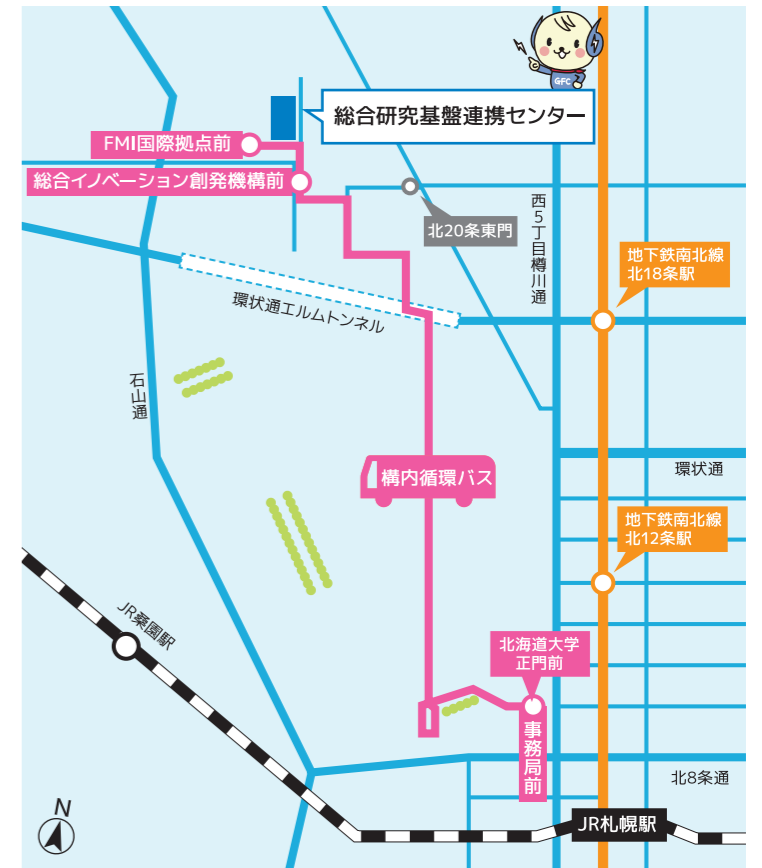 GFC
総合研究基盤連携センター
FMI国際拠点前
総合イノベーション創発機構前
北20条東門
西5丁目樽川通
地下鉄南北線
北18条駅
環状通エルムトンネル
石山通
構内循環バス
環状通
地下鉄南北線
北12条駅
JR桑園駅
北海道大学
正門前
事務局前
北8条通
N
JR札幌駅